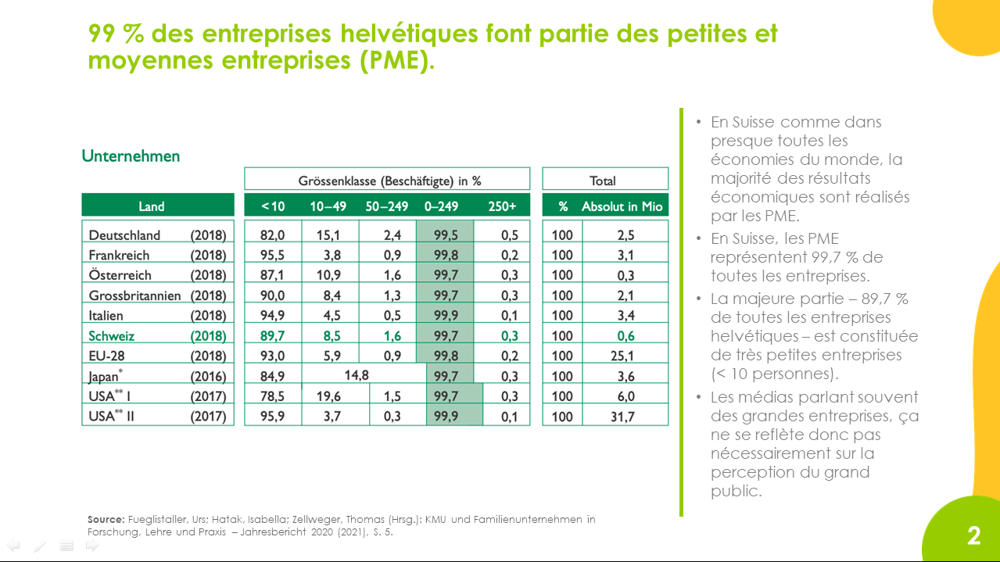 99 % des entreprises helvétiques font partie des petites et
moyennes entreprises (PME).
Unternehmen
Grössenklasse (Beschäftigte) in % Total
Land <10 10–49 50–249 0–249 250+ % Absolut in Mio
Deutschland (2018) 82,0 15,1 2,4 99,5 0,5 100 2,5
Frankreich (2018) 95,5 3,8 0,9 99,8 0,2 100 3,1
Österreich (2018) 87,1 10,9 1,6 99,7 0,3 100 0,3
Grossbritannien (2018) 90,0 8,4 1,3 99,7 0,3 100 2,1
Italien (2018) 94,9 4,5 0,5 99,9 0,1 100 3,4
Schweiz (2018) 89,7 8,5 1,6 99,7 0,3 100 0,6
EU-28 (2018) 93,0 5,9 0,9 99,8 0,2 100 25,1
Japan* (2016) 84,9 14,8 99,7 0,3 100 3,6
USA** I (2017) 78,5 19,6 1,5 99,7 0,3 100 6,0
USA** II (2017) 95,9 3,7 0,3 99,9 0,1 100 31,7
• En Suisse comme dans
presque toutes les
économies du monde, la
majorité des résultats
économiques sont réalisés
par les PME.
• En Suisse, les PME
représentent 99,7 % de
toutes les entreprises.
• La majeure partie – 89,7 %
de toutes les entreprises
helvétiques – est constituée
de très petites entreprises
(< 10 personnes).
• Les médias parlant souvent
des grandes entreprises, ça
ne se reflète donc pas
nécessairement sur la
perception du grand
public.
Source: Fueglistaller, Urs; Hatak, Isabella; Zellweger, Thomas (Hrsg.): KMU und Familienunternehmen in
Forschung, Lehre und Praxis – Jahresbericht 2020 (2021), S. 5.
2